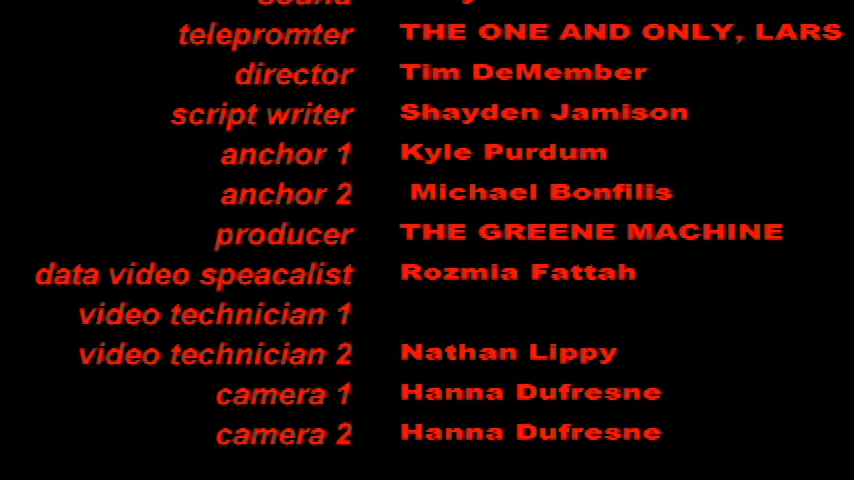 telepromter THE ONE AND ONLY, LARS
director Tim DeMember
script writer Shayden Jamison
anchor 1 Kyle Purdum
anchor 2 Michael Bonfilis
producer THE GREENE MACHINE
data video speacalist Rozmia Fattah
video technician 1
video technician 2 Nathan Lippy
camera 1 Hanna Dufresne
camera 2 Hanna Dufresne